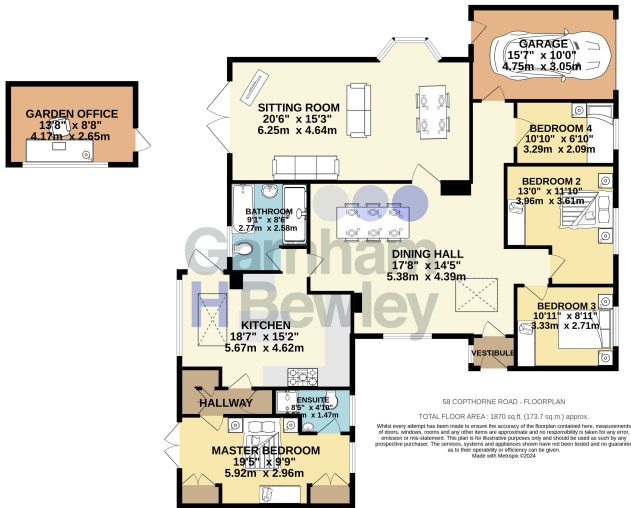 GARAGE
15'7" x 10'0"
4.75m x 3.05m
SITTING ROOM
20'6" x 15'3"
6.25m x 4.64m
GARDEN OFFICE
13'8" x 8'8"
4.17m x 2.65m
BEDROOM 4
10'10" x 6'10"
3.29m x 2.09m
BEDROOM 2
13'0" x 11'10"
3.96m x 3.61m
BATHROOM
9'1" x 8'6"
2.77m x 2.58m
DINING HALL
17'8" x 14'5"
5.38m x 4.39m
Garnham
H Bewley
BEDROOM 3
10'11" x 8'11"
3.33m x 2.71m
KITCHEN
18'7" x 15'2"
5.67m x 4.62m
VESTIBULE
HALLWAY
ENSUITE
8'5" x 4'10"
x 1.47m
MASTER BEDROOM
19'5" x 9'9"
5.92m x 2.96m
58 COPTHORNE ROAD - FLOORPLAN
TOTAL FLOOR AREA : 1870 sq.ft. (173.7 sq.m.) approx.
Whilst every attempt has been made to ensure the accuracy of the floorplan contained here, measurements
of doors, windows, rooms and any other items are approximate and no responsibility is taken for any error,
omission or mis-statement. This plan is for illustrative purposes only and should be used as such by any
prospective purchaser. The services, systems and appliances shown have not been tested and no guarantee
as to their operability or efficiency can be given.
Made with Metropix ©2024